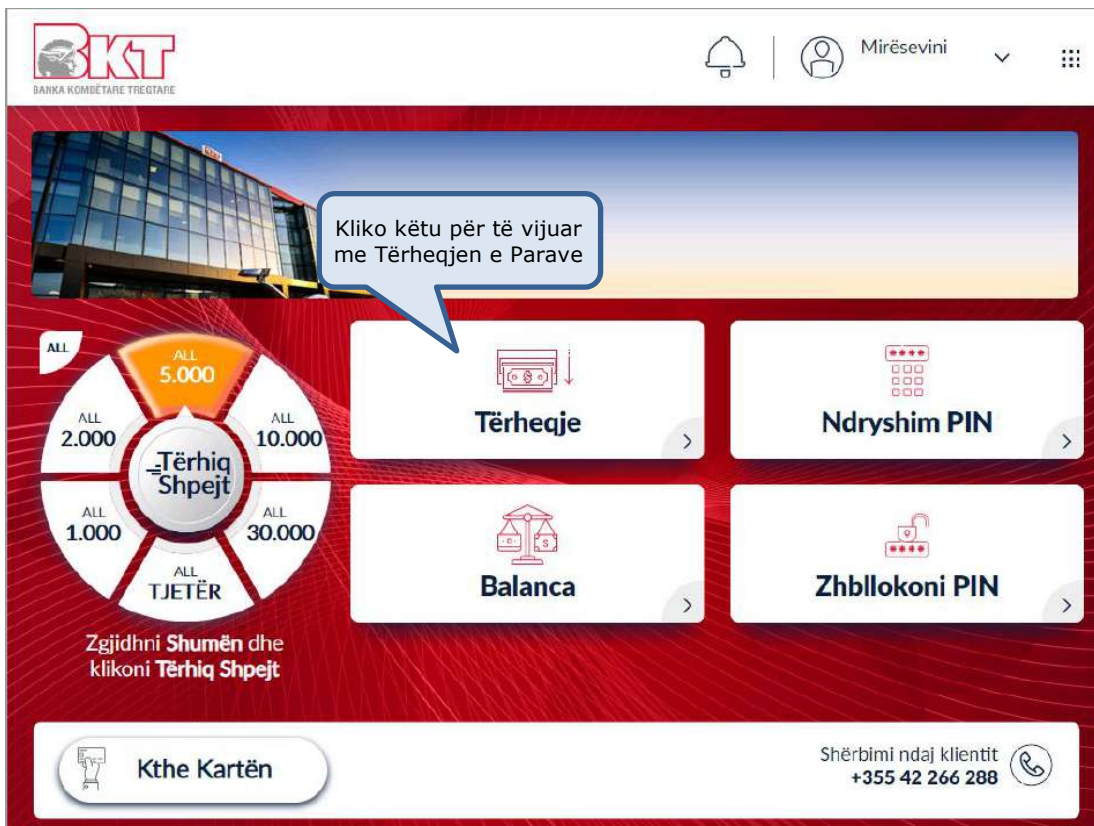 BKT
BANKA KOMBËTARE TREGTARE
Mirësevini
Kliko këtu për të vijuar
me Tërheqjen e Parave
ALL
ALL
5.000
ALL
2.000
ALL
10.000
Tërhiq
Shpejt
ALL
1.000
ALL
30.000
ALL
TJETËR
Zgjidhni Shumën dhe
klikoni Tërhiq Shpejt
Tërheqje
Ndryshim PIN
Balanca
Zhbllokoni PIN
Kthe Kartën
Shërbimi ndaj klientit
+355 42 266 288